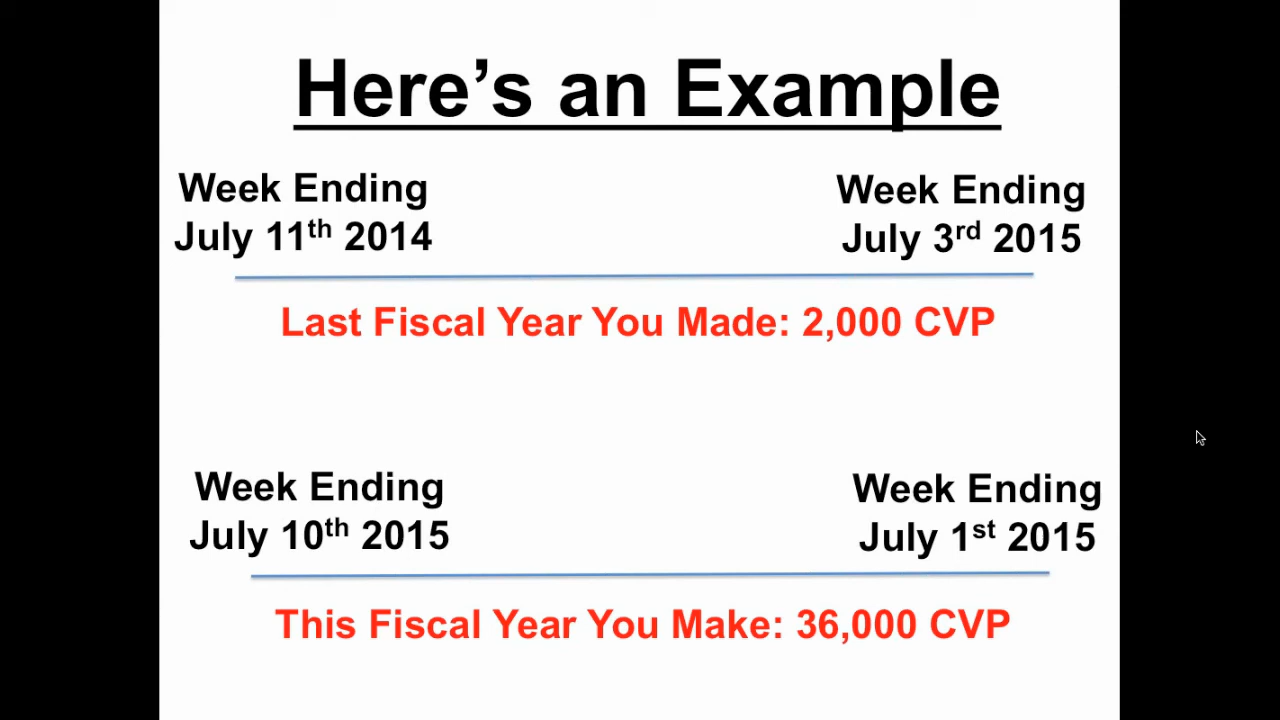 Here’s an Example
Week Ending
July 11th 2014
Week Ending
July 3rd 2015
Last Fiscal Year You Made: 2,000 CVP
Week Ending
July 10th 2015
Week Ending
July 1st 2015
This Fiscal Year You Make: 36,000 CVP